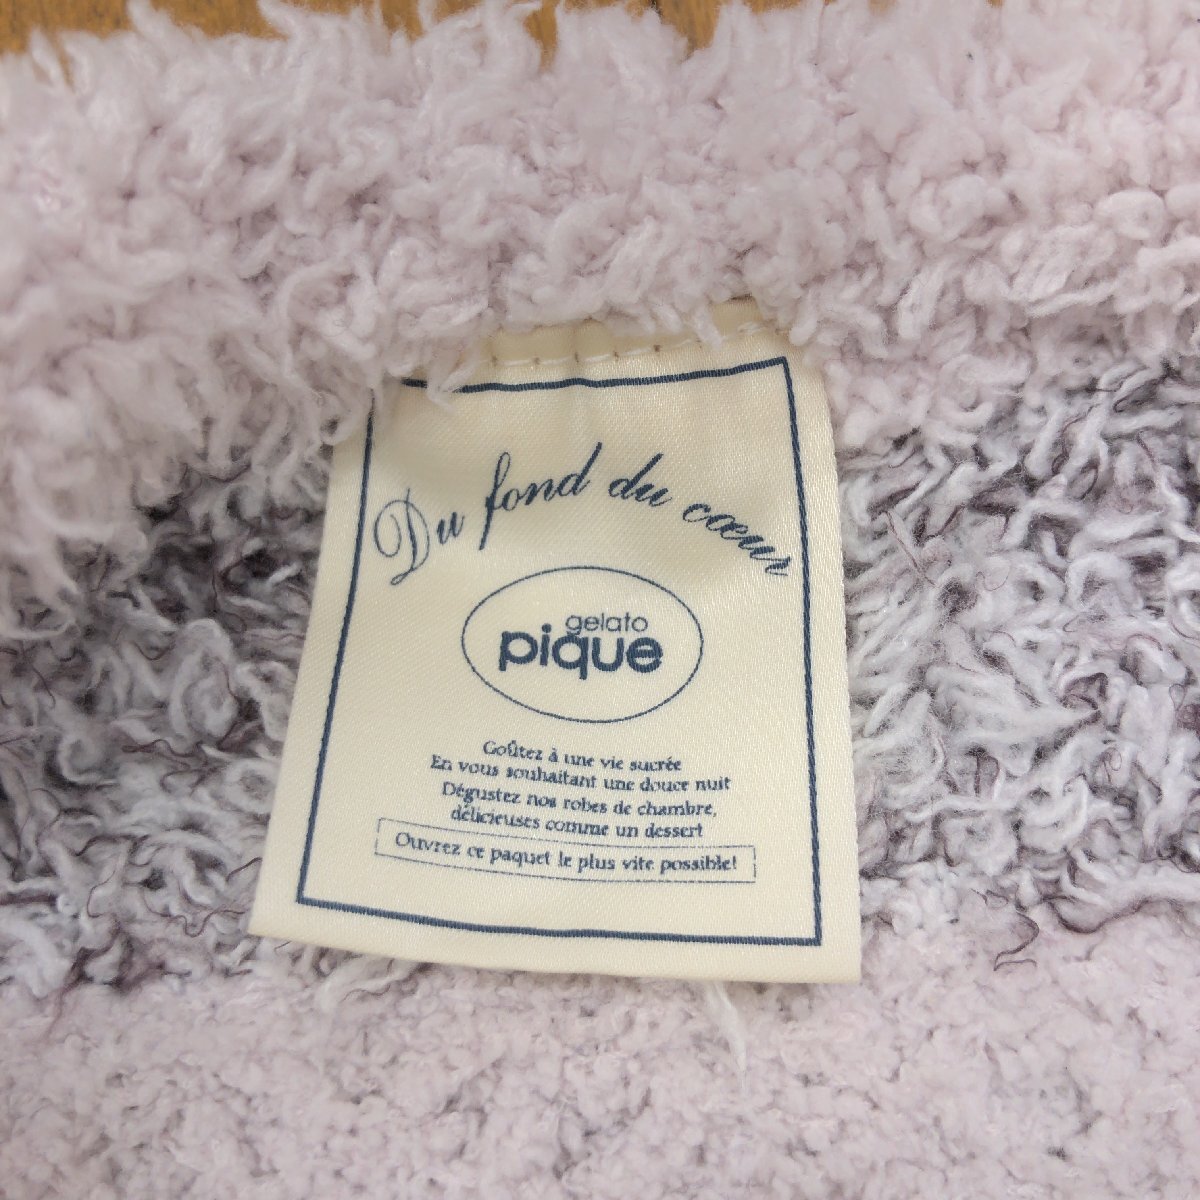 Du fond du cœur
gelato
pique
Goûtez à une vie sucrée
En vous souhaitant une douce nuit
Dégustez nos robes de chambre,
délicieuses comme un dessert
Ouvrez ce paquet le plus vite possible!